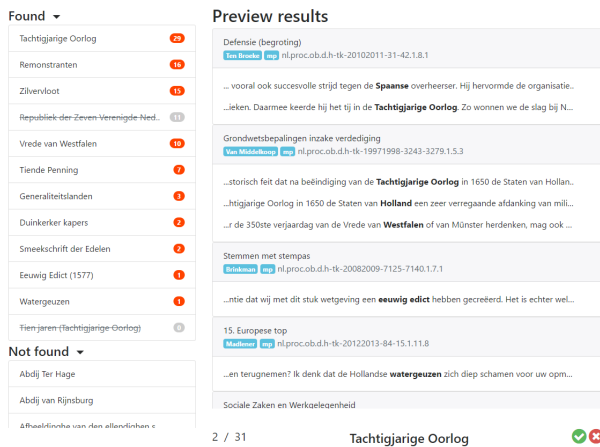 Found
Tachtigjarige Oorlog 29
Remonstranten 16
Zilvervloot 15
Republiek der Zeven Verenigde Ned.. 11
Vrede van Westfalen 10
Tiende Penning 7
Generaliteitslanden 3
Duinkerker kapers 2
Smeekschrift der Edelen 2
Eeuwig Edict (1577) 1
Watergeuzen 1
Tien jaren (Tachtigjarige Oorlog) 0
Not found
Abdij Ter Hage
Abdij van Rijnsburg
Afbeeldinghe van den ellendighen s
Preview results
Defensie (begroting)
Ten Broeke mp nl.proc.ob.d.h-tk-20102011-31-42.1.8.1
... vooral ook succesvolle strijd tegen de Spaanse overheerser. Hij hervormde de organisatie..
...ieken. Daarmee keerde hij het tij in de Tachtigjarige Oorlog. Zo wonnen we de slag bij N...
Grondwetsbepalingen inzake verdediging
Van Middelkoop mp nl.proc.ob.d.h-tk-19971998-3243-3279.1.5.3
...storisch feit dat na beëindiging van de Tachtigjarige Oorlog in 1650 de Staten van Hollan..
...htigjarige Oorlog in 1650 de Staten van Holland een zeer verregaande afdanking van mili...
...r de 350ste verjaardag van de Vrede van Westfalen of van Münster herdenken, mag ook ...
Stemmen met stempas
Brinkman mp nl.proc.ob.d.h-tk-20082009-7125-7140.1.7.1
...ntie dat wij met dit stuk wetgeving een eeuwig edict hebben gecreëerd. Het is echter wel...
15. Europese top
Madlener mp nl.proc.ob.d.h-tk-20122013-84-15.1.11.8
...en terugnemen? Ik denk dat de Hollandse watergeuzen zich diep schamen voor uw opm...
Sociale Zaken en Werkgelegenheid
2 / 31
Tachtigjarige Oorlog